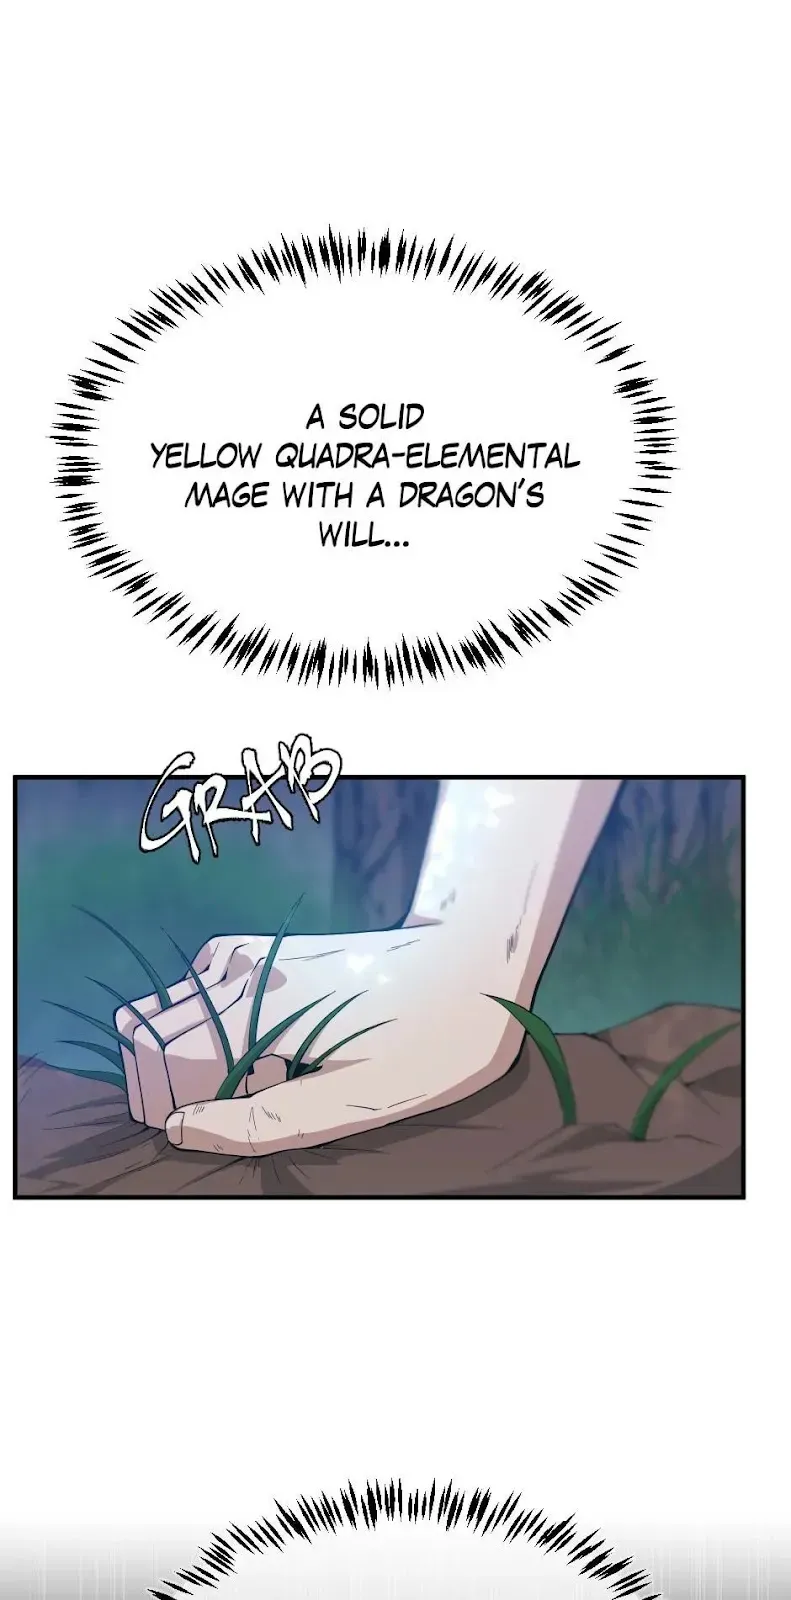 A SOLID
YELLOW QUADRA-ELEMENTAL
MAGE WITH A DRAGON'S
WILL...
GRAB